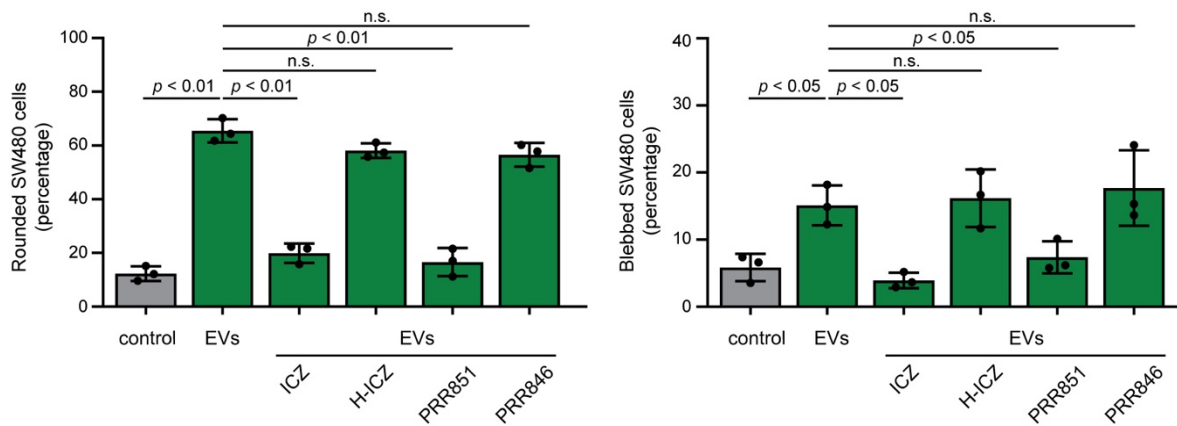 n.s.
p < 0.01
n.s.
p < 0.01 p < 0.01
100
80
60
40
20
0
Rounded SW480 cells
(percentage)
control EVs EVs
ICZ H-ICZ PRR851 PRR846
n.s.
p < 0.05
n.s.
p < 0.05 p < 0.05
40
30
20
10
0
Blebbed SW480 cells
(percentage)
control EVs EVs
ICZ H-ICZ PRR851 PRR846